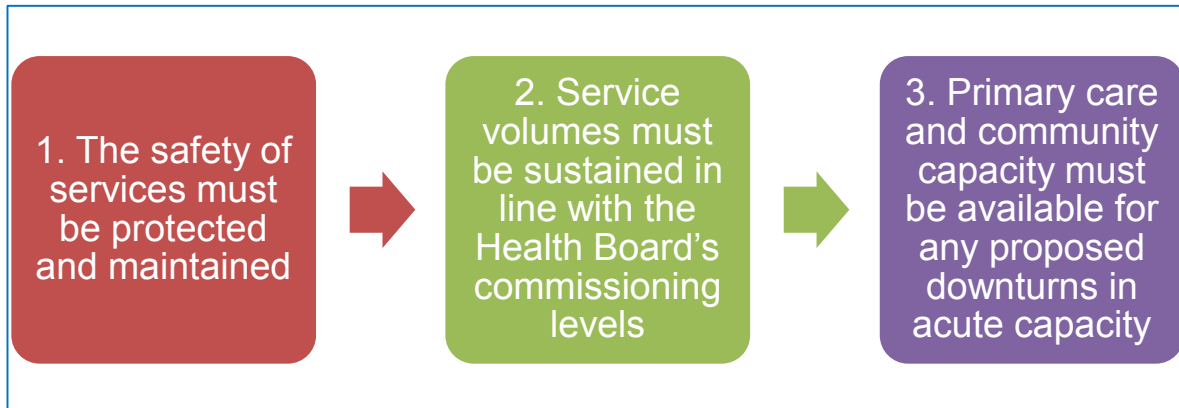 1. The safety of
services must
be protected
and maintained
2. Service
volumes must
be sustained in
line with the
Health Board’s
commissioning
levels
3. Primary care
and community
capacity must
be available for
any proposed
downturns in
acute capacity